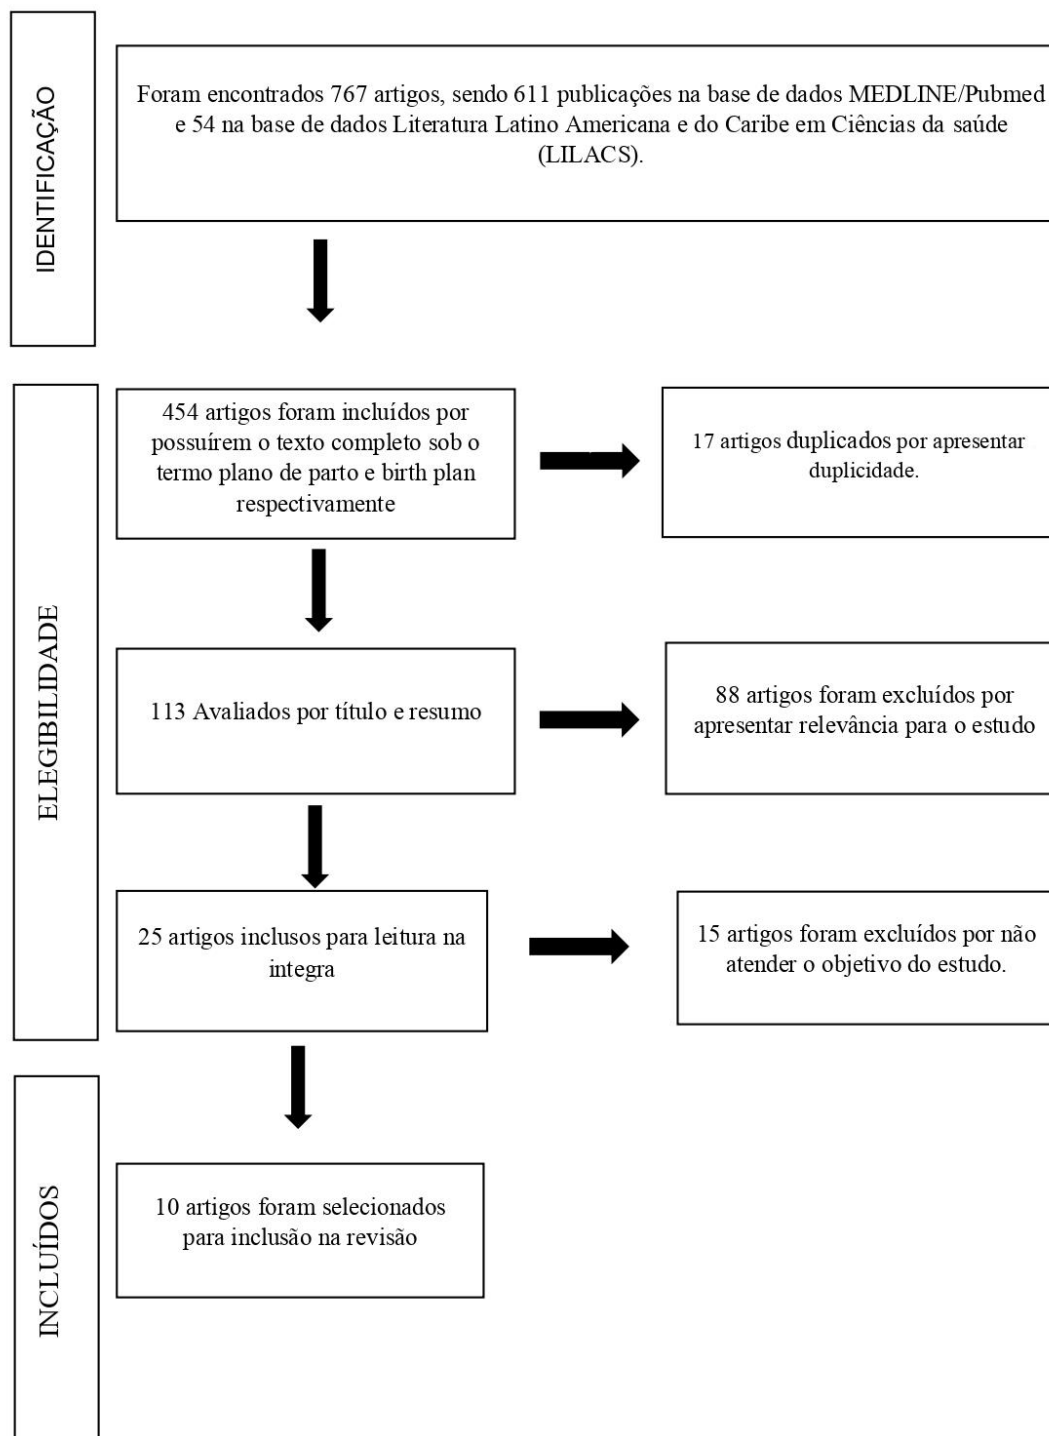 IDENTIFICAÇÃO
Foram encontrados 767 artigos, sendo 611 publicações na base de dados MEDLINE/Pubmed
e 54 na base de dados Literatura Latino Americana e do Caribe em Ciências da saúde
(LILACS).
ELEGIBILIDADE
454 artigos foram incluídos por
possuírem o texto completo sob o
termo plano de parto e birth plan
respectivamente
17 artigos duplicados por apresentar
duplicidade.
113 Avaliados por título e resumo
88 artigos foram excluídos por
apresentar relevância para o estudo
25 artigos inclusos para leitura na
integra
15 artigos foram excluídos por não
atender o objetivo do estudo.
INCLUÍDOS
10 artigos foram selecionados
para inclusão na revisão